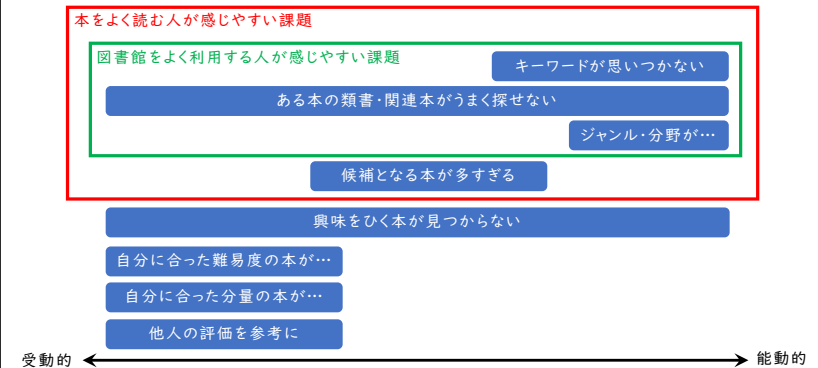 本をよく読む人が感じやすい課題
図書館をよく利用する人が感じやすい課題
キーワードが思いつかない
ある本の類書・関連本がうまく探せない
ジャンル・分野が…
候補となる本が多すぎる
興味をひく本が見つからない
自分に合った難易度の本が…
自分に合った分量の本が…
他人の評価を参考に
受動的
能動的